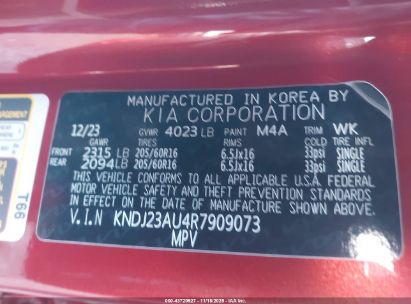 MANUFACTURED IN KOREA BY
KIA CORPORATION
12/23 GVWR 4023 LB PAINT M4A TRIM WK
GAWR COLD TIRE INFL
FRONT 2315 LB 205/60R16 6.5Jx16 33psi SINGLE
REAR 2094 LB 205/60R16 6.5Jx16 33psi SINGLE
THIS VEHICLE CONFORMS TO ALL APPLICABLE U.S.A. FEDERAL
MOTOR VEHICLE SAFETY AND THEFT PREVENTION STANDARDS
IN EFFECT ON THE DATE OF MANUFACTURE SHOWN ABOVE.
V.I.N KNDJ23AU4R7909073
MPV
T66